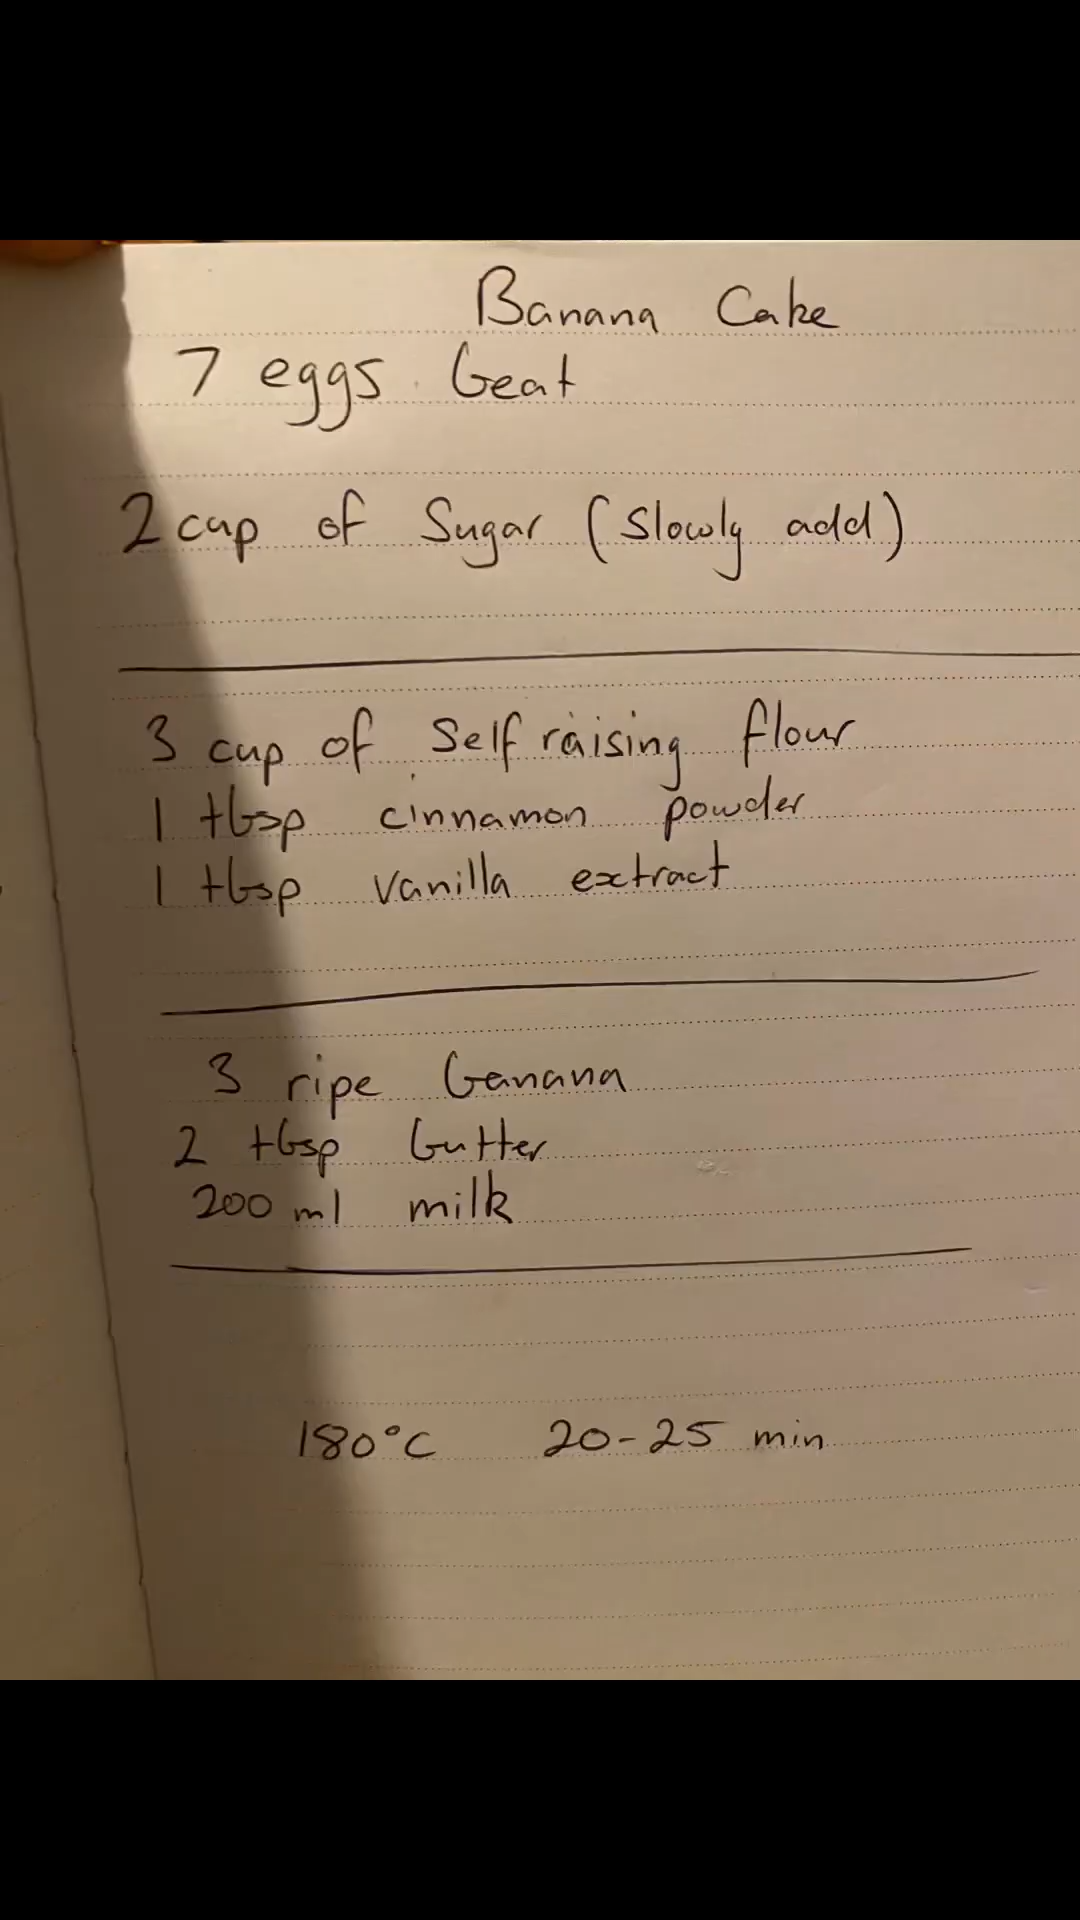 Banana Cake
7 eggs beat
2 cup of Sugar (Slowly add)
3 cup of Self raising flour
1 tbsp cinnamon powder
1 tbsp vanilla extract
3 ripe banana
2 tbsp butter
200 ml milk
180°C 20-25 min